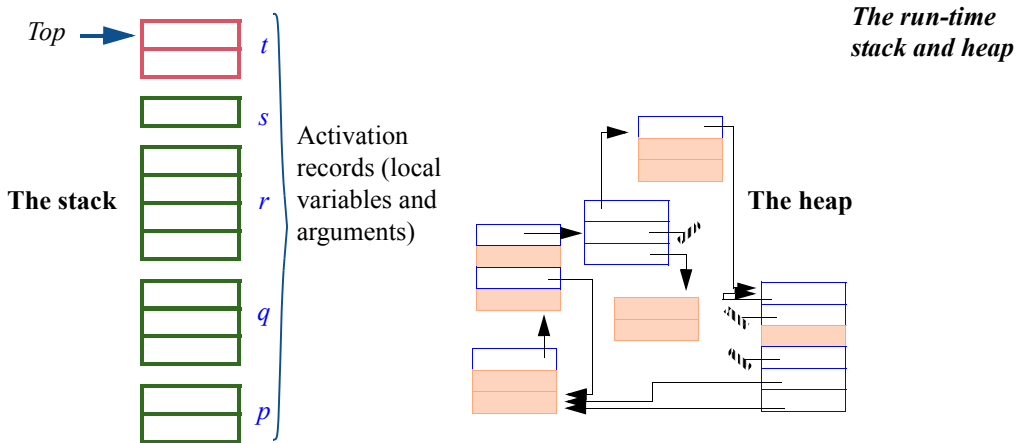 Top
t
s
r
q
p
The stack
Activation
records (local
variables and
arguments)
The run-time
stack and heap
The heap